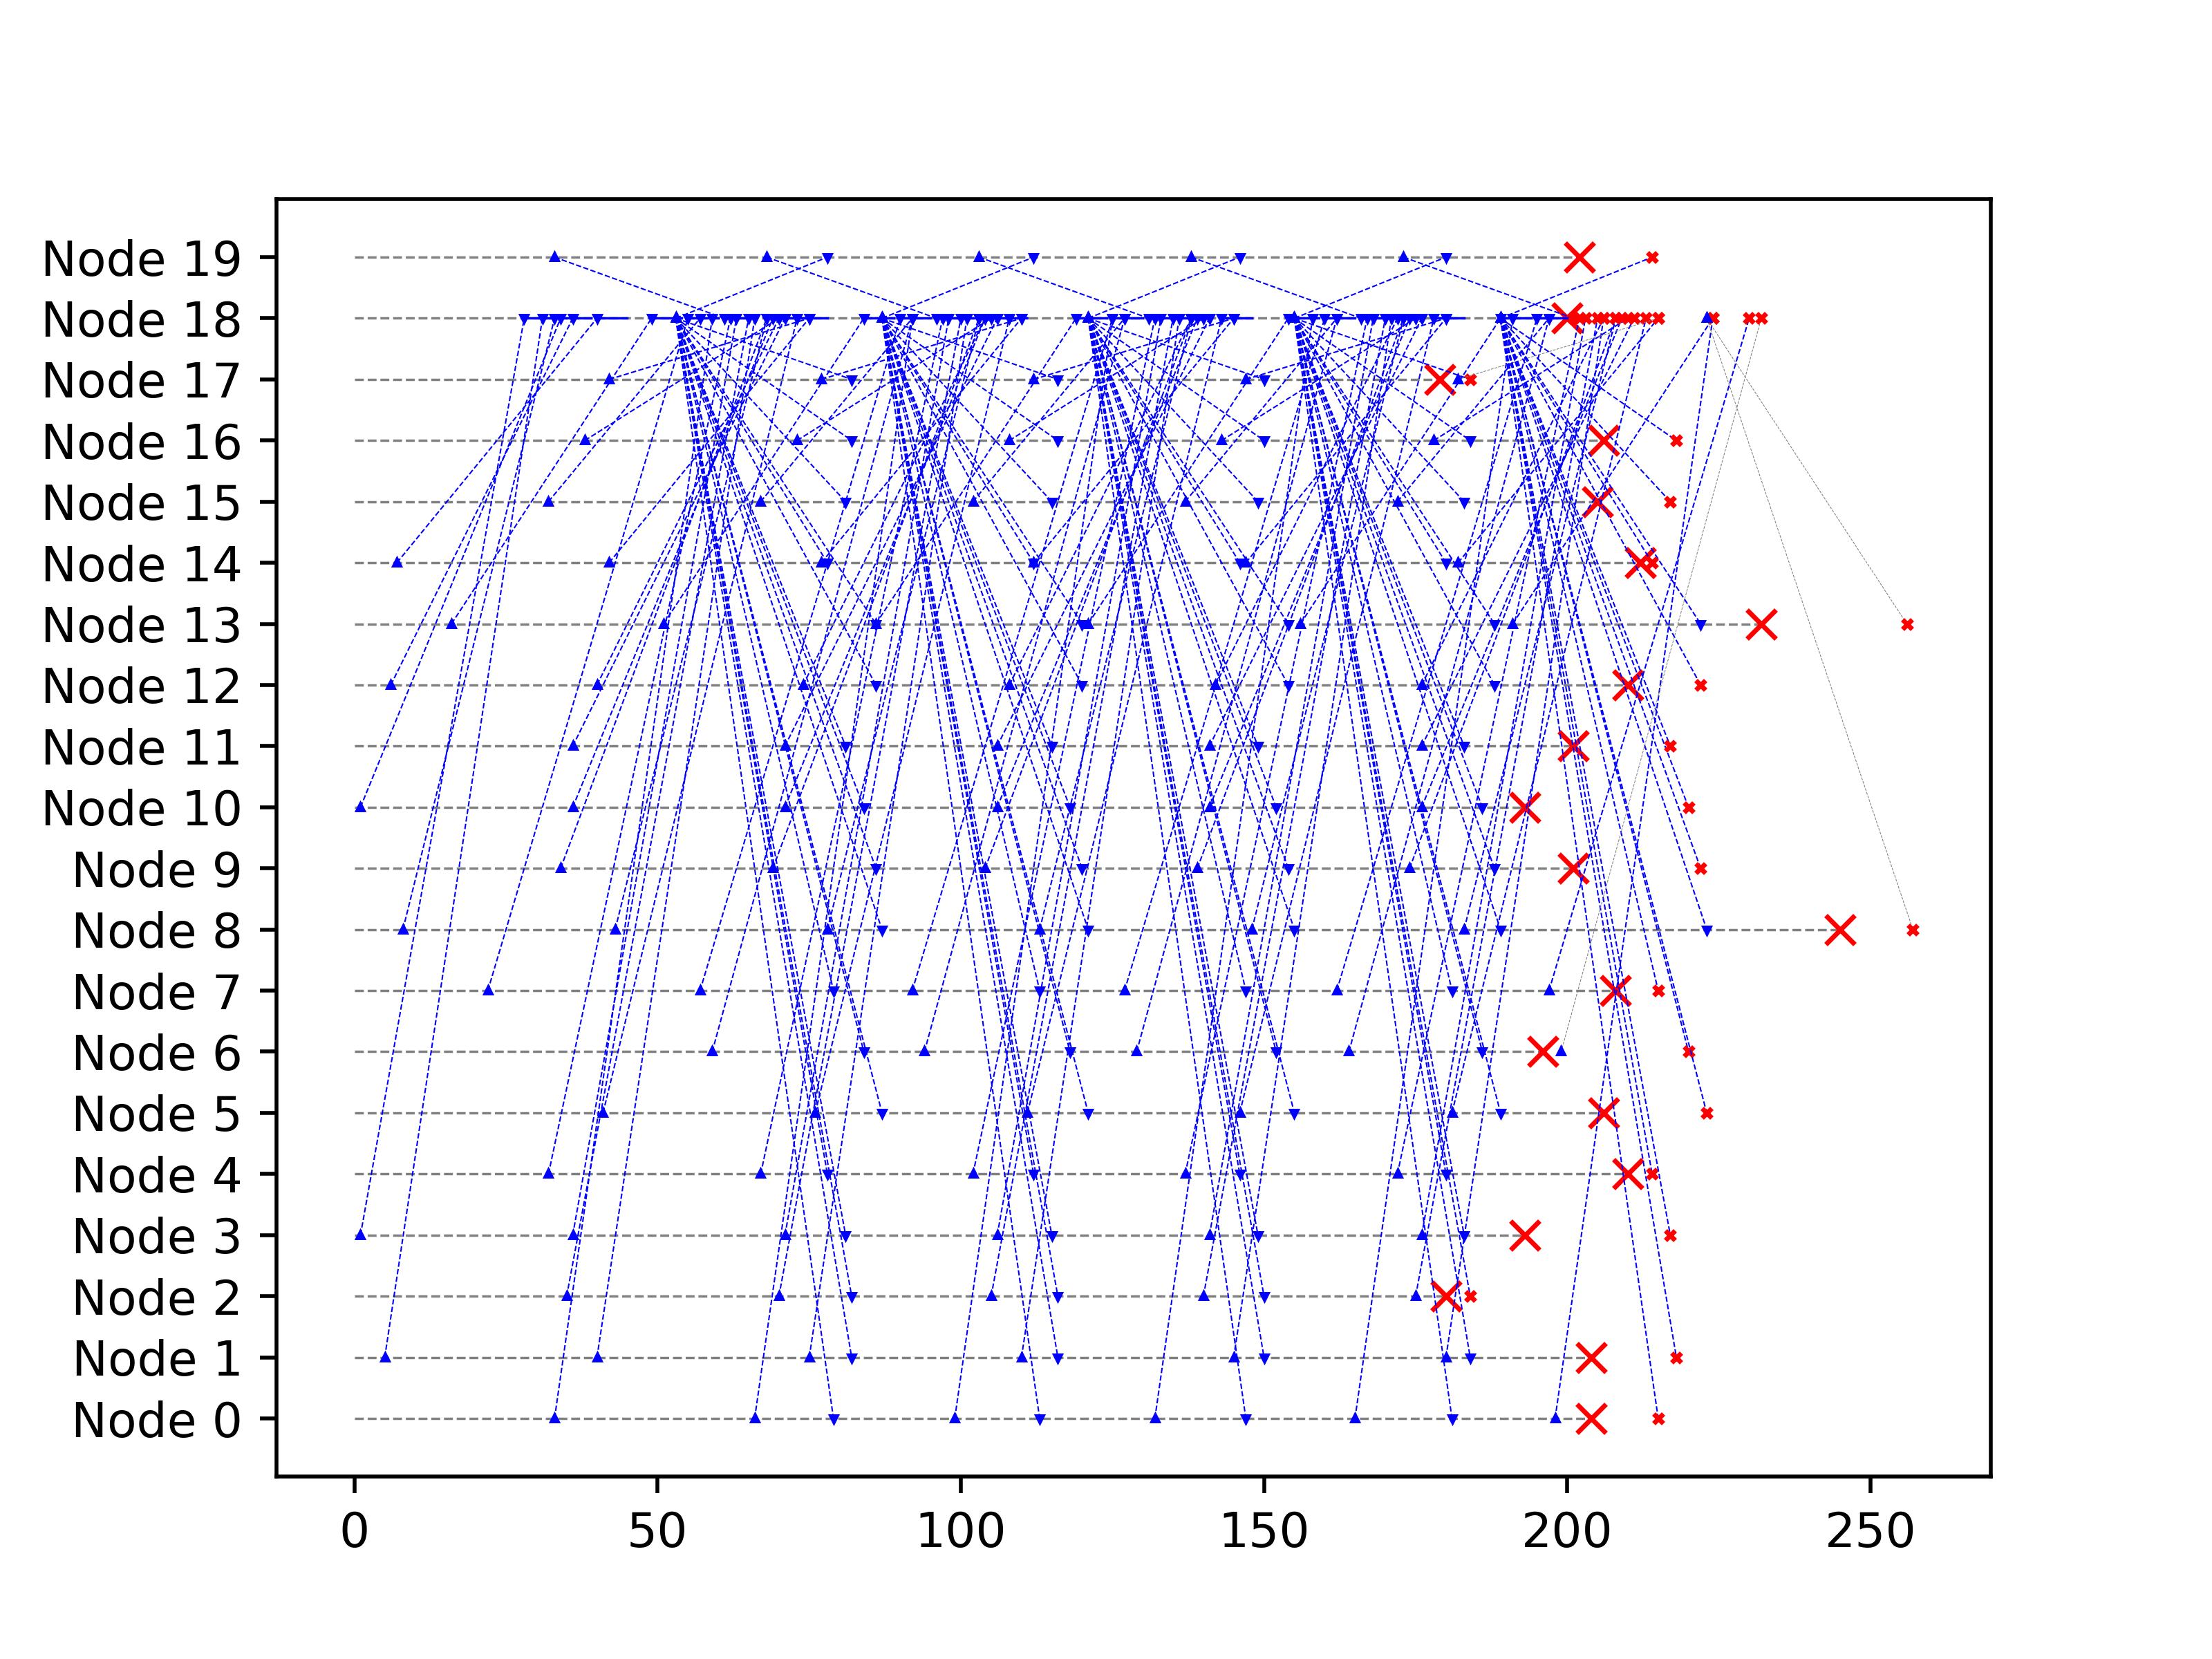 Node 19
Node 18
Node 17
Node 16
Node 15
Node 14
Node 13
Node 12
Node 11
Node 10
Node 9
Node 8
Node 7
Node 6
Node 5
Node 4
Node 3
Node 2
Node 1
Node 0
0 50 100 150 200 250